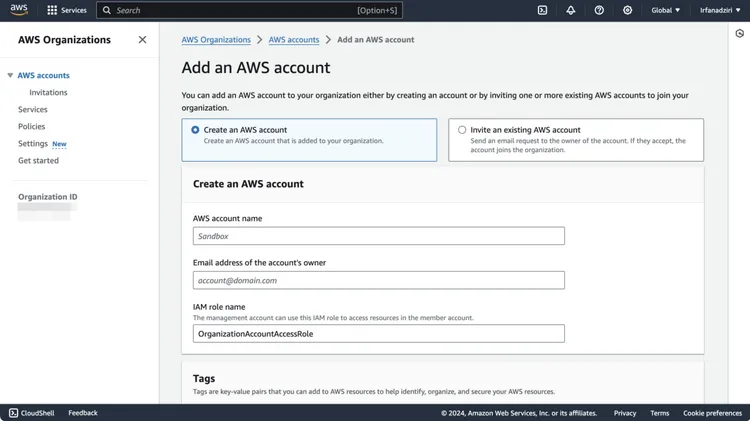 aws
Services
Search
[Option+S]
Global
Irfanadziri
AWS Organizations
AWS accounts
Invitations
Services
Policies
Settings New
Get started
Organization ID
AWS Organizations > AWS accounts > Add an AWS account
Add an AWS account
You can add an AWS account to your organization either by creating an account or by inviting one or more existing AWS accounts to join your
organization.
Create an AWS account
Create an AWS account that is added to your organization.
Invite an existing AWS account
Send an email request to the owner of the account. If they accept, the
account joins the organization.
Create an AWS account
AWS account name
Sandbox
Email address of the account's owner
account@domain.com
IAM role name
The management account can use this IAM role to access resources in the member account.
OrganizationAccountAccessRole
Tags
Tags are key-value pairs that you can add to AWS resources to help identify, organize, and secure your AWS resources.
CloudShell
Feedback
© 2024, Amazon Web Services, Inc. or its affiliates.
Privacy
Terms
Cookie preferences